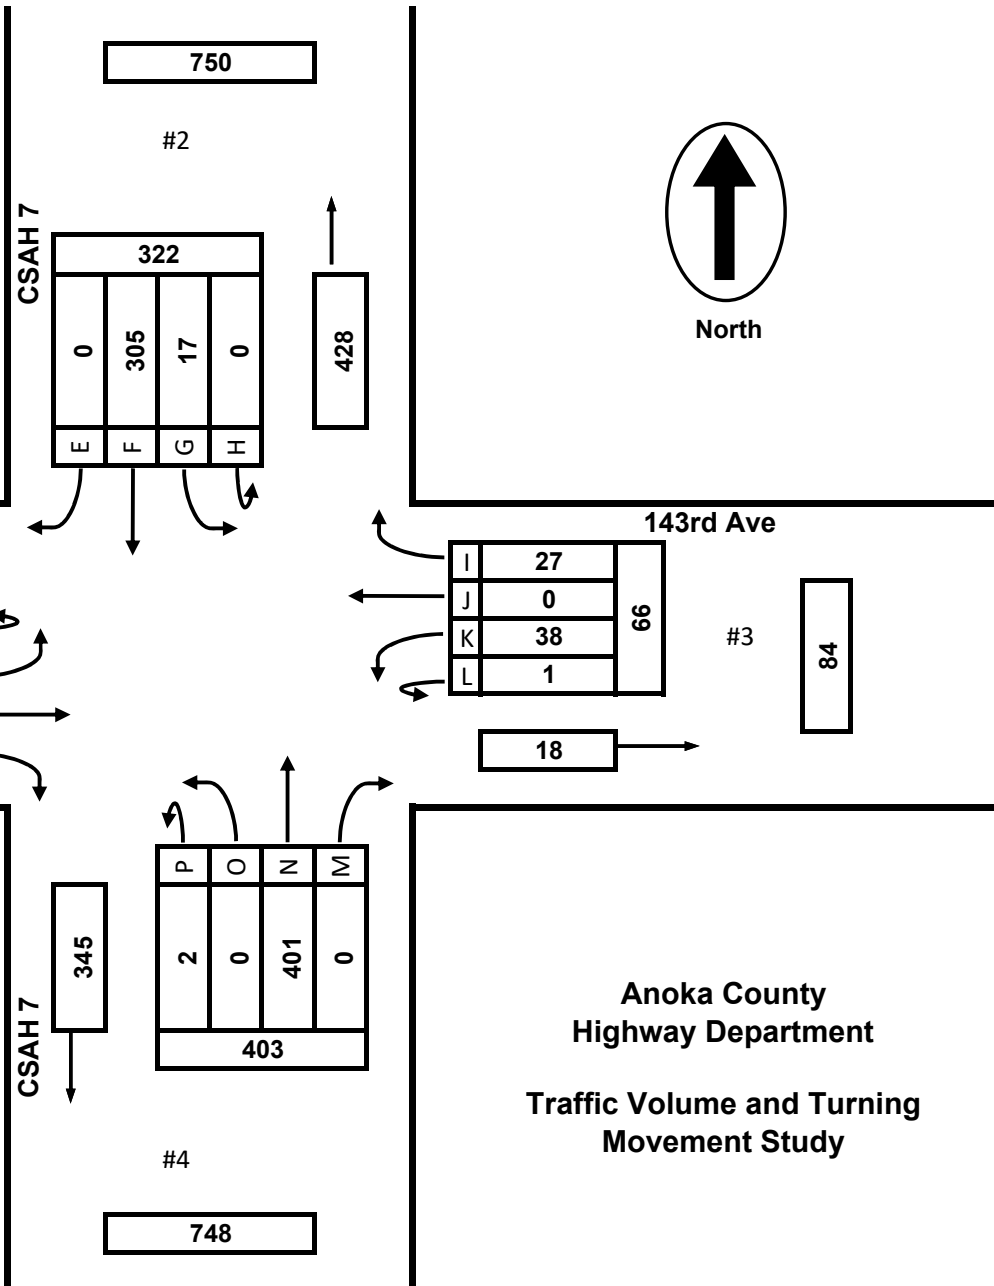 750
#2
CSAH 7
322
0 305 17 0
E F G H
428
North
143rd Ave
I 27
J 0
K 38
L 1
66
#3
84
18
P O N M
2 0 401 0
403
345
CSAH 7
#4
748
Anoka County
Highway Department
Traffic Volume and Turning
Movement Study